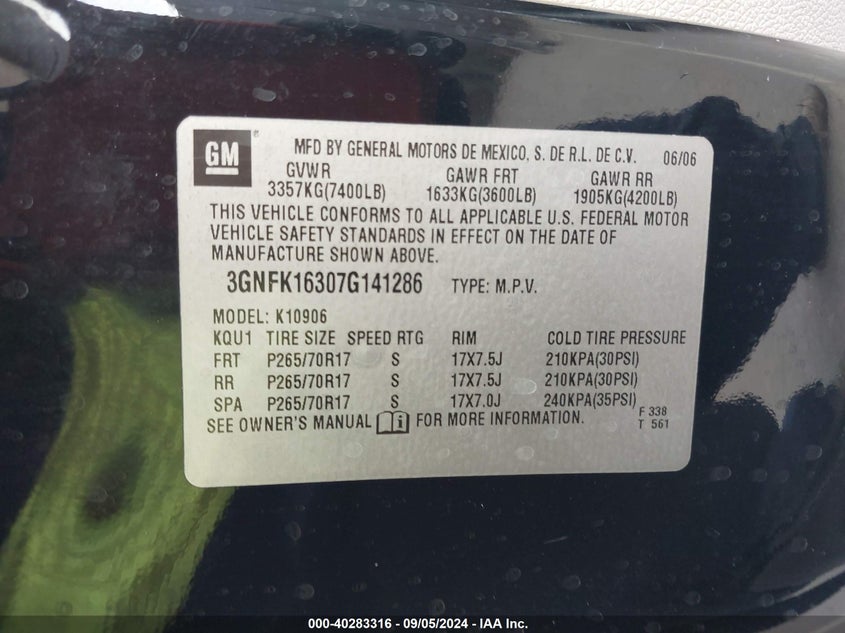 GM ® MFD BY GENERAL MOTORS DE MEXICO, S. DE R.L. DE C.V. 06/06
GVWR GAWR FRT GAWR RR
3357KG(7400LB) 1633KG(3600LB) 1905KG(4200LB)
THIS VEHICLE CONFORMS TO ALL APPLICABLE U.S. FEDERAL MOTOR
VEHICLE SAFETY STANDARDS IN EFFECT ON THE DATE OF
MANUFACTURE SHOWN ABOVE.
3GNFK16307G141286 TYPE: M.P.V.
MODEL: K10906
KQU1 TIRE SIZE SPEED RTG RIM COLD TIRE PRESSURE
FRT P265/70R17 S 17X7.5J 210KPA(30PSI)
RR P265/70R17 S 17X7.5J 210KPA(30PSI)
SPA P265/70R17 S 17X7.0J 240KPA(35PSI)
SEE OWNER'S MANUAL i FOR MORE INFORMATION.
F 338
T 561
000-40283316 - 09/05/2024 - IAA Inc.